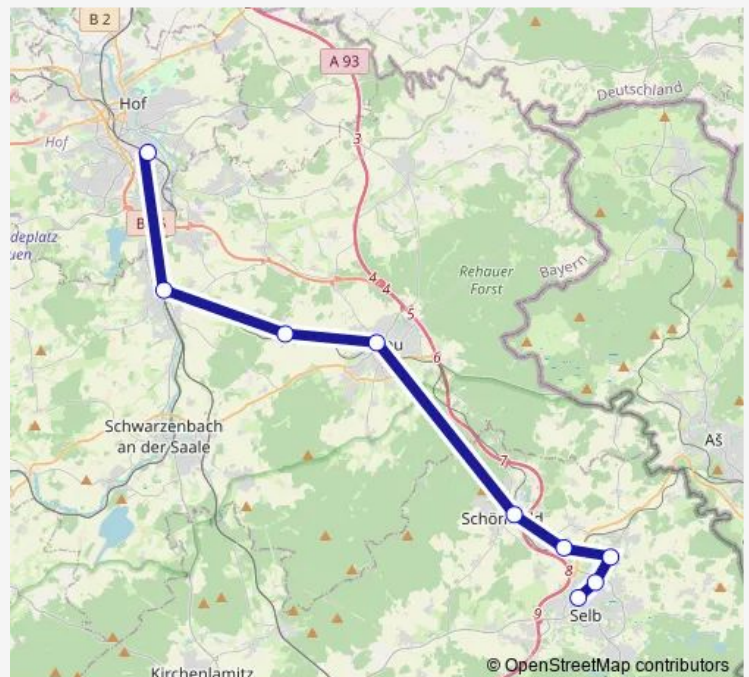 B 2
A 93
Deutschland
Hof
3
Hof
deplatz
uen
Bayern
Rehauer
Forst
4
4
5
6
Schwarzenbach
an der Saale
7
Aš
8
Selb
9
Kirchenlamitz
© OpenStreetMap contributors